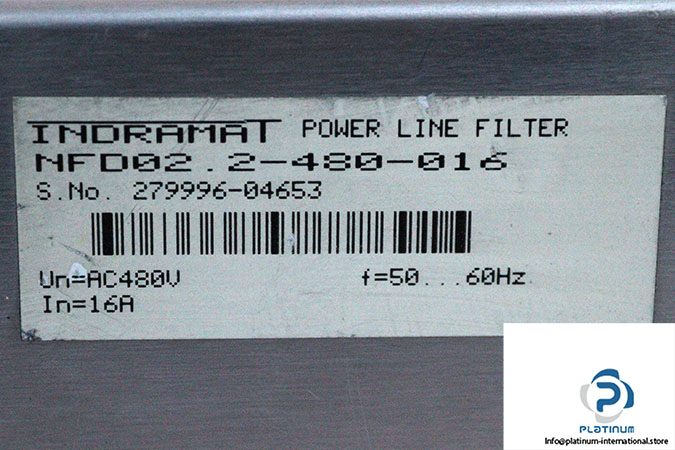 INDRAMAT POWER LINE FILTER
NFD02.2-480-016
S.No. 279996-04653
Un=AC480V f=50...60Hz
In=16A
P
PLATINUM
Info@platinum-international.store